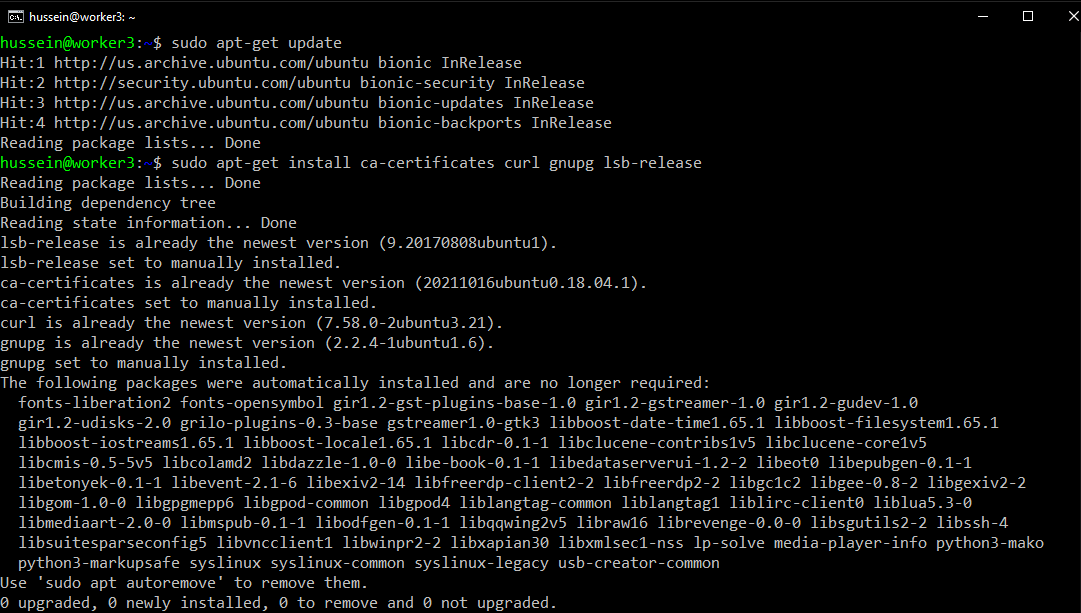 hussein@worker3: ~
hussein@worker3:~$ sudo apt-get update
Hit:1 http://us.archive.ubuntu.com/ubuntu bionic InRelease
Hit:2 http://security.ubuntu.com/ubuntu bionic-security InRelease
Hit:3 http://us.archive.ubuntu.com/ubuntu bionic-updates InRelease
Hit:4 http://us.archive.ubuntu.com/ubuntu bionic-backports InRelease
Reading package lists... Done
hussein@worker3:~$ sudo apt-get install ca-certificates curl gnupg lsb-release
Reading package lists... Done
Building dependency tree
Reading state information... Done
lsb-release is already the newest version (9.20170808ubuntu1).
lsb-release set to manually installed.
ca-certificates is already the newest version (20211016ubuntu0.18.04.1).
ca-certificates set to manually installed.
curl is already the newest version (7.58.0-2ubuntu3.21).
gnupg is already the newest version (2.2.4-1ubuntu1.6).
gnupg set to manually installed.
The following packages were automatically installed and are no longer required:
  fonts-liberation2 fonts-opensymbol gir1.2-gst-plugins-base-1.0 gir1.2-gstreamer-1.0 gir1.2-gudev-1.0
  gir1.2-udisks-2.0 grilo-plugins-0.3-base gstreamer1.0-gtk3 libboost-date-time1.65.1 libboost-filesystem1.65.1
  libboost-iostreams1.65.1 libboost-locale1.65.1 libcdr-0.1-1 libclucene-contribs1v5 libclucene-core1v5
  libcmis-0.5-5v5 libcolamd2 libdazzle-1.0-0 libe-book-0.1-1 libedataserverui-1.2-2 libeot0 libepubgen-0.1-1
  libetonyek-0.1-1 libevent-2.1-6 libexiv2-14 libfreerdp-client2-2 libfreerdp2-2 libgc1c2 libgee-0.8-2 libgexiv2-2
  libgom-1.0-0 libgpgmepp6 libgpod-common libgpod4 liblangtag-common liblangtag1 liblirc-client0 liblua5.3-0
  libmediaart-2.0-0 libmspub-0.1-1 libodfgen-0.1-1 libqqwing2v5 libraw16 librevenge-0.0-0 libsgutils2-2 libssh-4
  libsuitesparseconfig5 libvncclient1 libwinpr2-2 libxapian30 libxmlsec1-nss lp-solve media-player-info python3-mako
  python3-markupsafe syslinux syslinux-common syslinux-legacy usb-creator-common
Use 'sudo apt autoremove' to remove them.
0 upgraded, 0 newly installed, 0 to remove and 0 not upgraded.